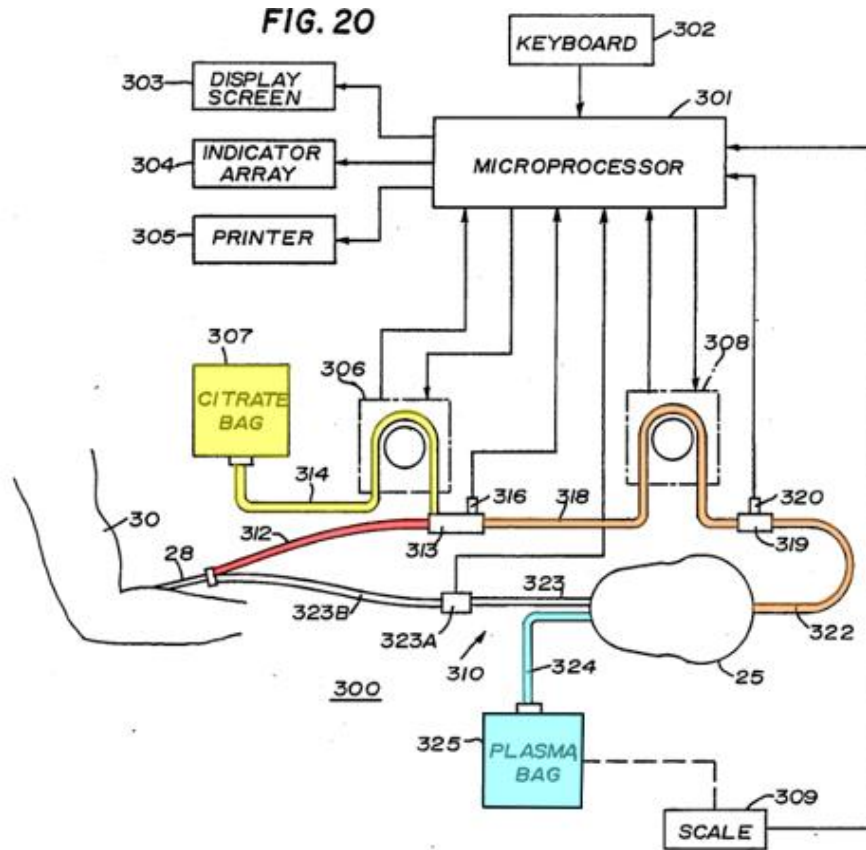 FIG. 20
KEYBOARD 302
303 DISPLAY
SCREEN
301
304 INDICATOR
ARRAY
MICROPROCESSOR
305 PRINTER
307
306
308
CITRATE
BAG
314
316
318
320
30
312
313
319
28
323
323B
323A
322
310
324
25
300
325 PLASMA
BAG
309
SCALE